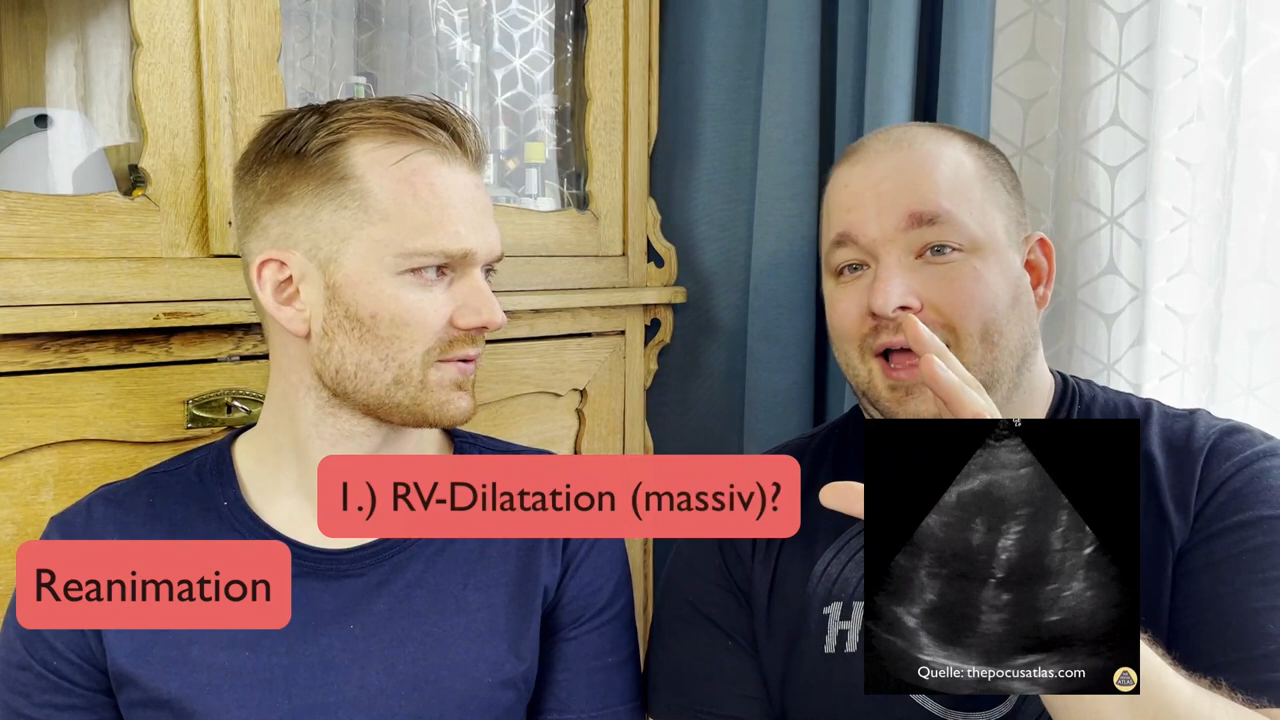 1.) RV-Dilatation (massiv)?
Reanimation
H
Quelle: thepocusatlas.com